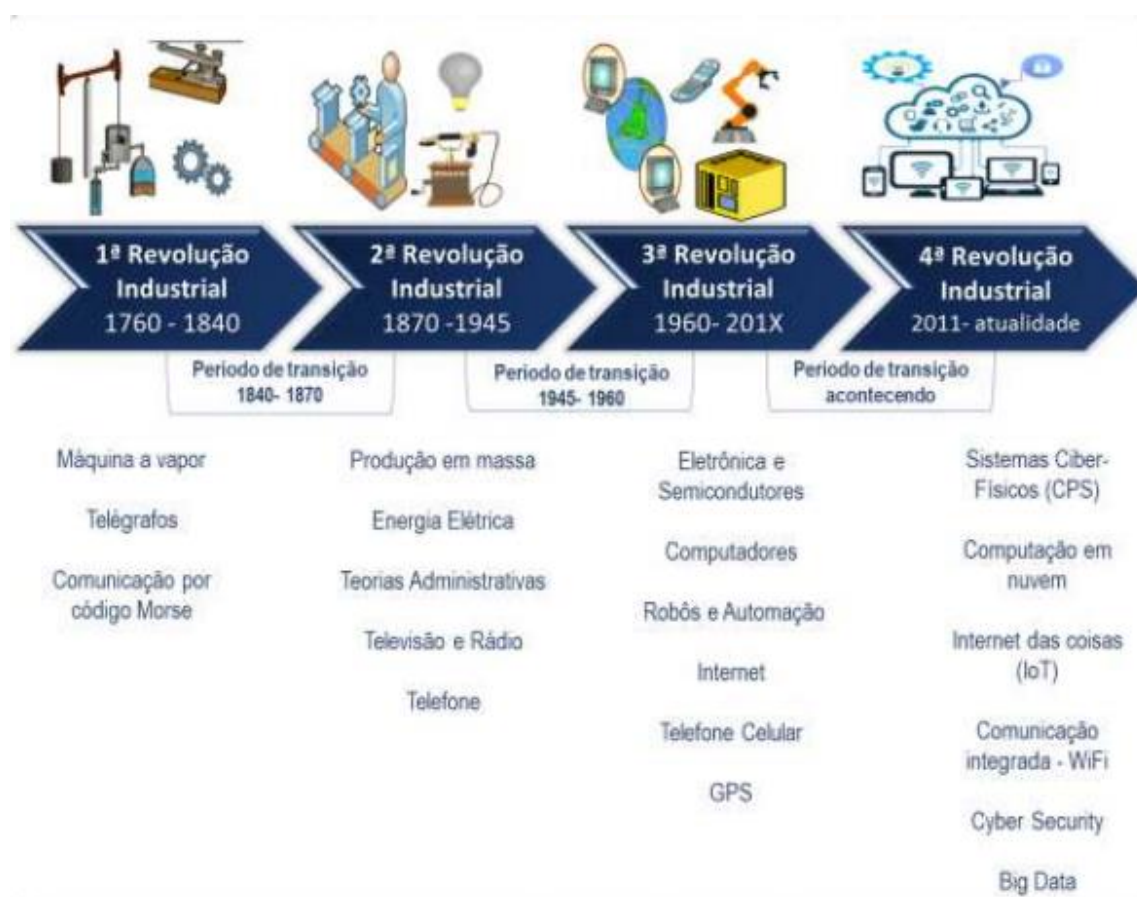 1ª Revolução
Industrial
1760 - 1840
2ª Revolução
Industrial
1870 -1945
3ª Revolução
Industrial
1960- 201X
4ª Revolução
Industrial
2011- atualidade
Periodo de transição
1840- 1870
Periodo de transição
1945- 1960
Periodo de transição
acontecendo
Máquina a vapor
Telégrafos
Comunicação por
código Morse
Produção em massa
Energia Elétrica
Teorias Administrativas
Televisão e Rádio
Telefone
Eletrônica e
Semicondutores
Computadores
Robôs e Automação
Internet
Telefone Celular
GPS
Sistemas Ciber-
Físicos (CPS)
Computação em
nuvem
Internet das coisas
(IoT)
Comunicação
integrada - WiFi
Cyber Security
Big Data